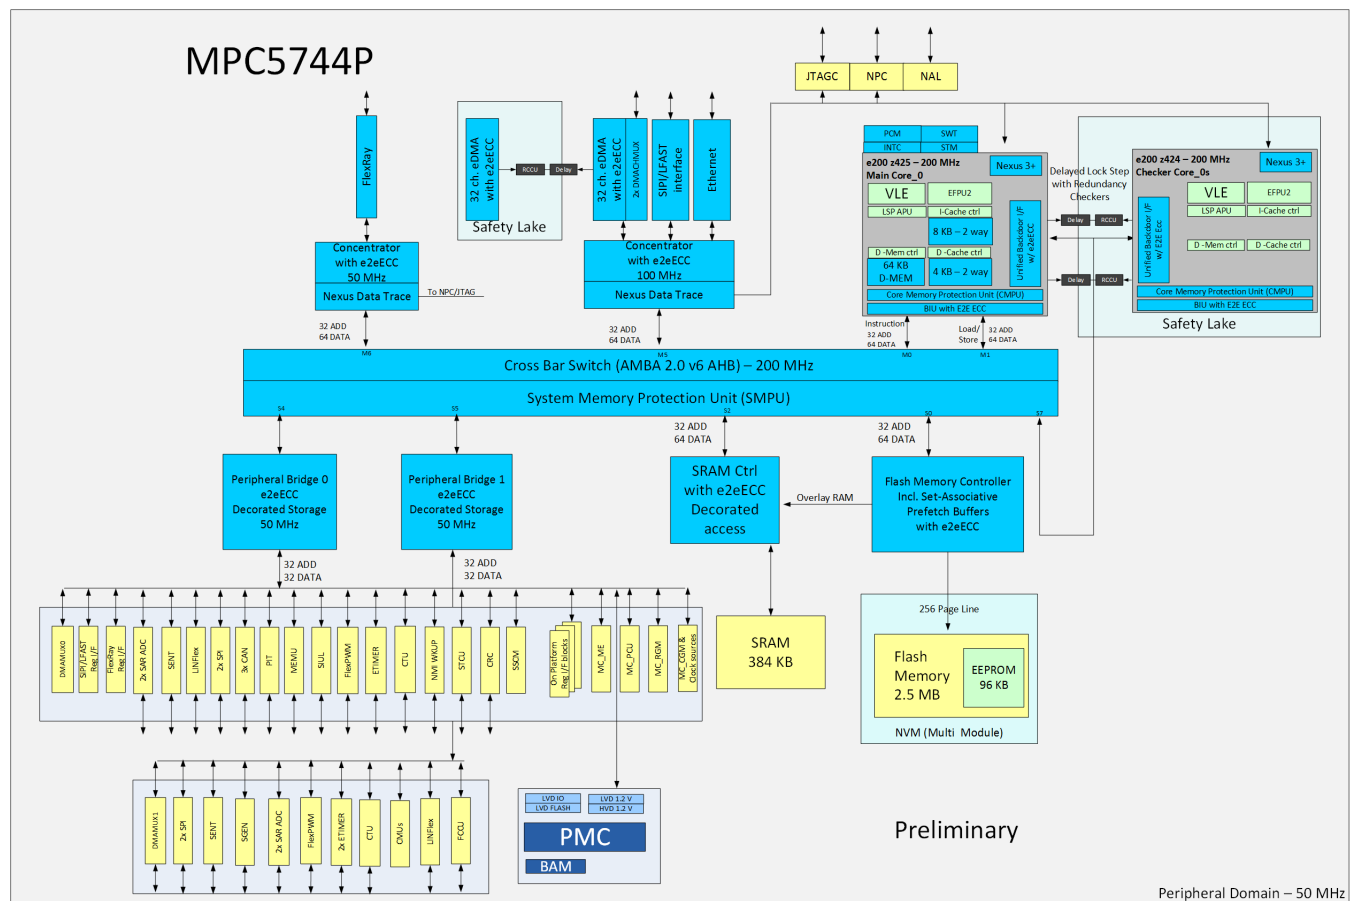 MPC5744P
JTAGC
NPC
NAL
FlexRay
32 ch. eDMA
with e2eECC
RCCU
Delay
Safety Lake
32 ch. eDMA
with e2eECC
2x DMACHMUX
SIPI/LFAST
interface
Ethernet
PCM
SWT
INTC
STM
e200 z425 – 200 MHz
Main Core_0
Nexus 3+
VLE
EFPU2
LSP APU
I-Cache ctrl
8 KB – 2 way
D -Mem ctrl
D -Cache ctrl
64 KB
D-MEM
4 KB – 2 way
Unified Backdoor I/F
w/ e2eECC
Core Memory Protection Unit (CMPU)
BIU with E2E ECC
Delayed Lock Step
with Redundancy
Checkers
Delay
RCCU
Delay
RCCU
e200 z424 – 200 MHz
Checker Core_0s
Nexus 3+
VLE
EFPU2
LSP APU
I-Cache ctrl
D -Mem ctrl
D -Cache ctrl
Unified Backdoor I/F
w/ E2E Ecc
Core Memory Protection Unit (CMPU)
BIU with E2E ECC
Safety Lake
Concentrator
with e2eECC
50 MHz
Nexus Data Trace
To NPC/JTAG
Concentrator
with e2eECC
100 MHz
Nexus Data Trace
32 ADD
64 DATA
M6
32 ADD
64 DATA
M5
Instruction
32 ADD
64 DATA
M0
Load/
Store
32 ADD
64 DATA
M1
Cross Bar Switch (AMBA 2.0 v6 AHB) – 200 MHz
System Memory Protection Unit (SMPU)
S4
S5
S2
S0
S7
32 ADD
64 DATA
32 ADD
64 DATA
Peripheral Bridge 0
e2eECC
Decorated Storage
50 MHz
Peripheral Bridge 1
e2eECC
Decorated Storage
50 MHz
SRAM Ctrl
with e2eECC
Decorated
access
Overlay RAM
Flash Memory Controller
Incl. Set-Associative
Prefetch Buffers
with e2eECC
32 ADD
32 DATA
32 ADD
32 DATA
DMAMUX0
SIPI/LFAST
Reg I/F
FlexRay
Reg I/F
2x SAR ADC
SENT
LINFlex
2x SPI
3x CAN
PIT
MEMU
SIUL
FlexPWM
ETIMER
CTU
NMI WKUP
STCU
CRC
SSCM
On Platform
Reg I/F blocks
MC_ME
MC_PCU
MC_RGM
MC_CGM &
Clock sources
SRAM
384 KB
256 Page Line
Flash
Memory
2.5 MB
EEPROM
96 KB
NVM (Multi Module)
DMAMUX1
2x SPI
SENT
SGEN
2x SAR ADC
FlexPWM
2x ETIMER
CTU
CMUs
LINFlex
FCCU
LVD IO
LVD 1.2 V
LVD FLASH
HVD 1.2 V
PMC
BAM
Preliminary
Peripheral Domain – 50 MHz